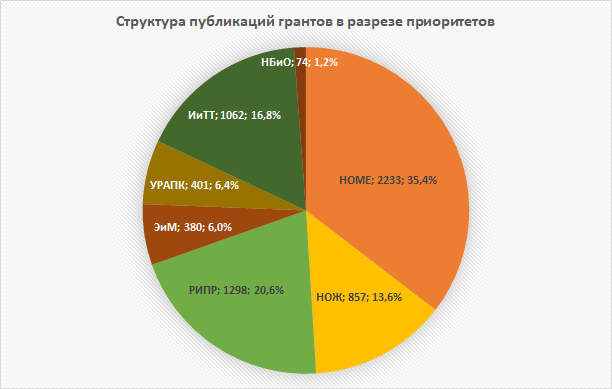 Структура публикаций грантов в разрезе приоритетов
НБиО; 74; 1,2%
ИиТТ; 1062; 16,8%
НОМЕ; 2233; 35,4%
УРАПК; 401; 6,4%
ЭиМ; 380; 6,0%
РИПР; 1298; 20,6%
НОЖ; 857; 13,6%